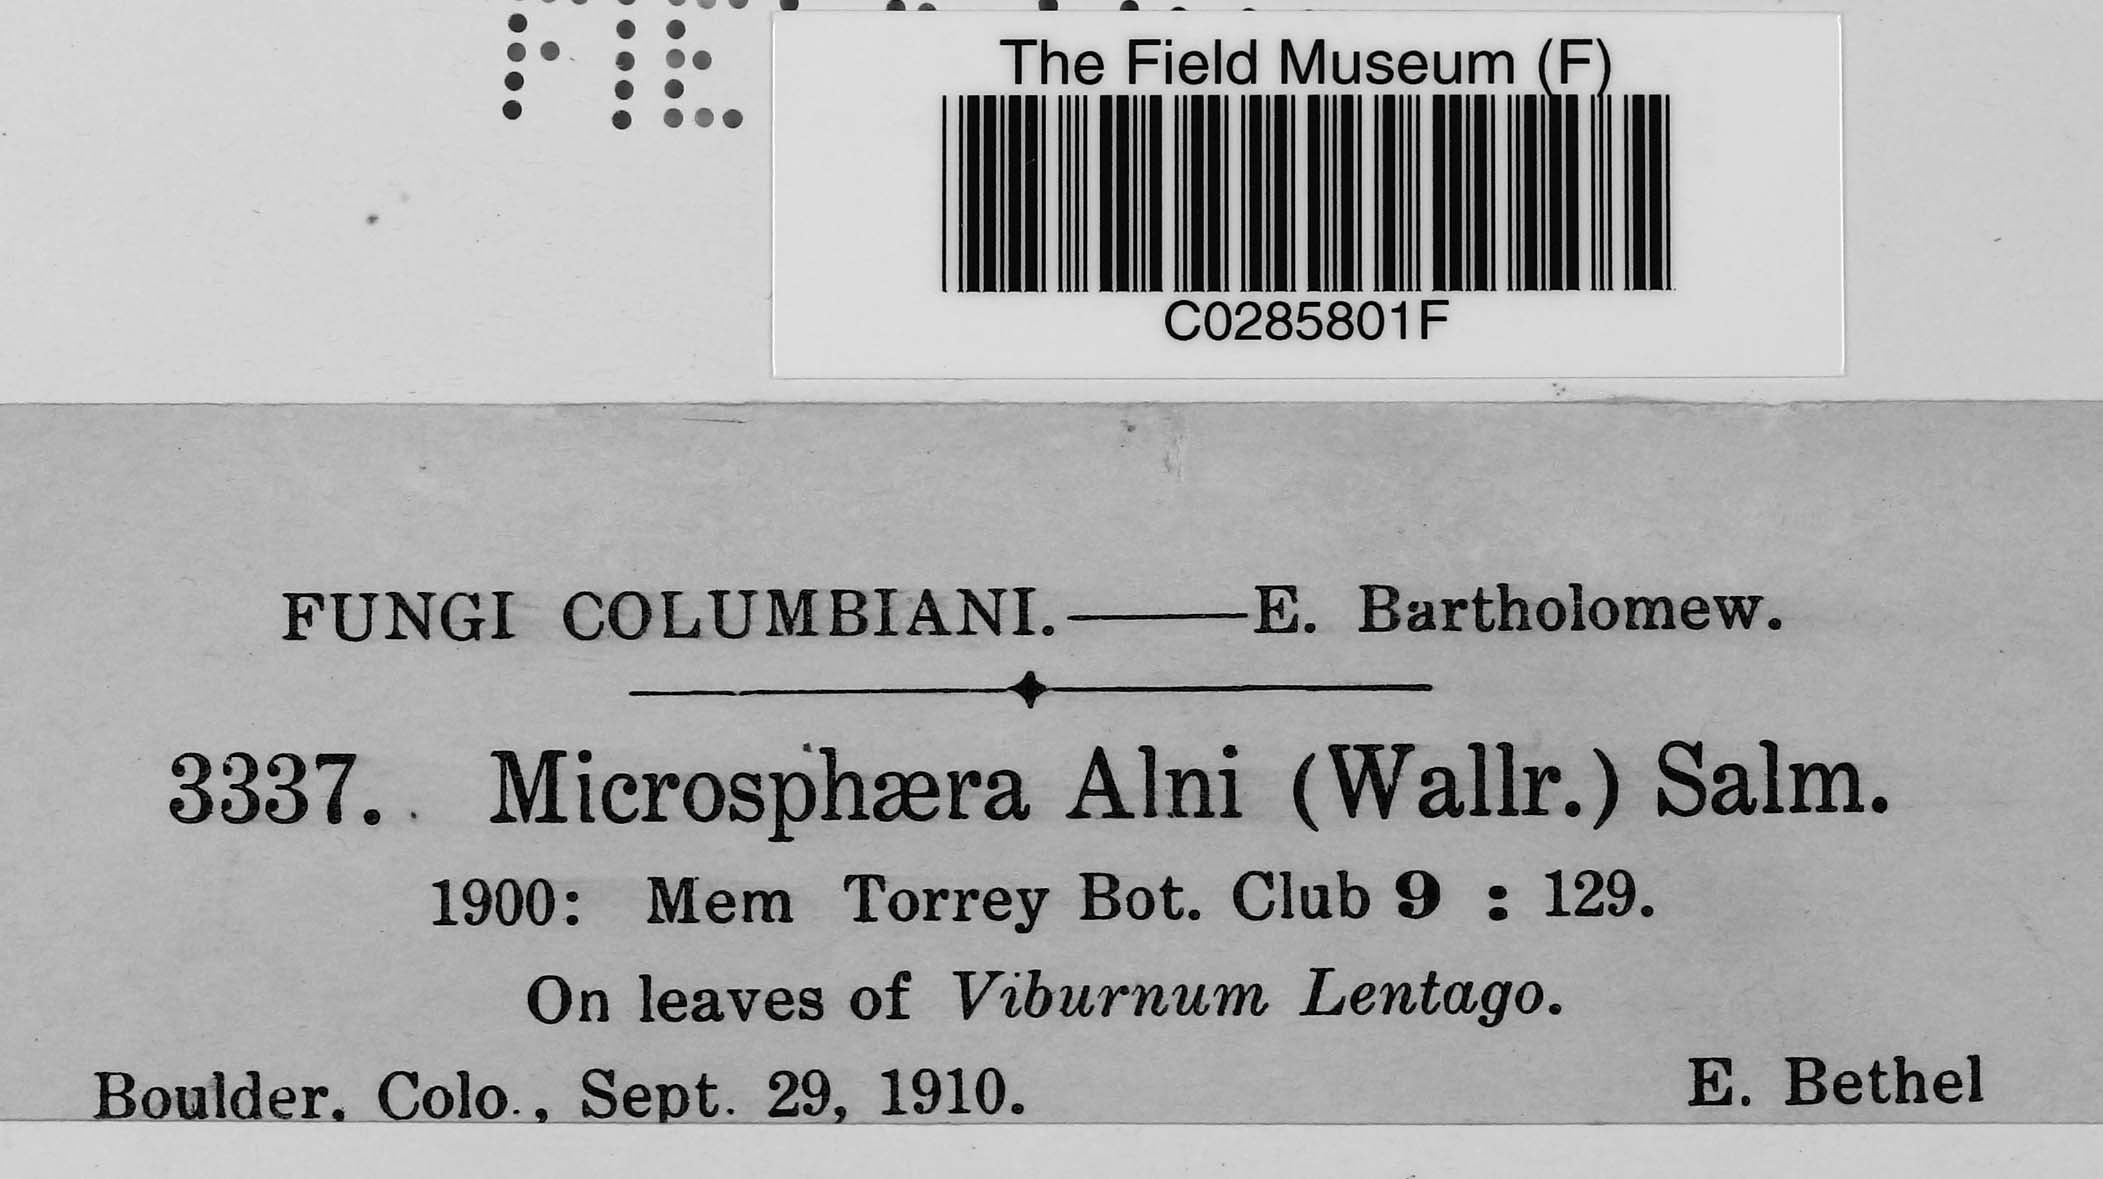 The Field Museum (F)
C0285801F
FUNGI COLUMBIANI.——E. Bartholomew.
3337. Microsphæra Alni (Wallr.) Salm.
1900: Mem Torrey Bot. Club 9 : 129.
On leaves of Viburnum Lentago.
Boulder, Colo., Sept. 29, 1910. E. Bethel